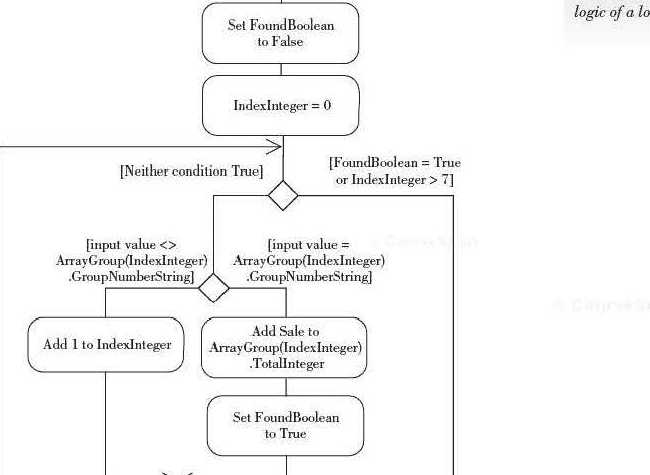 logic of a lo
Set FoundBoolean
to False
IndexInteger = 0
[Neither condition True]
[FoundBoolean = True
or IndexInteger > 7]
[input value <>
ArrayGroup(IndexInteger)
.GroupNumberString]
[input value =
ArrayGroup(IndexInteger)
.GroupNumberString]
Add 1 to IndexInteger
Add Sale to
ArrayGroup(IndexInteger)
.TotalInteger
Set FoundBoolean
to True